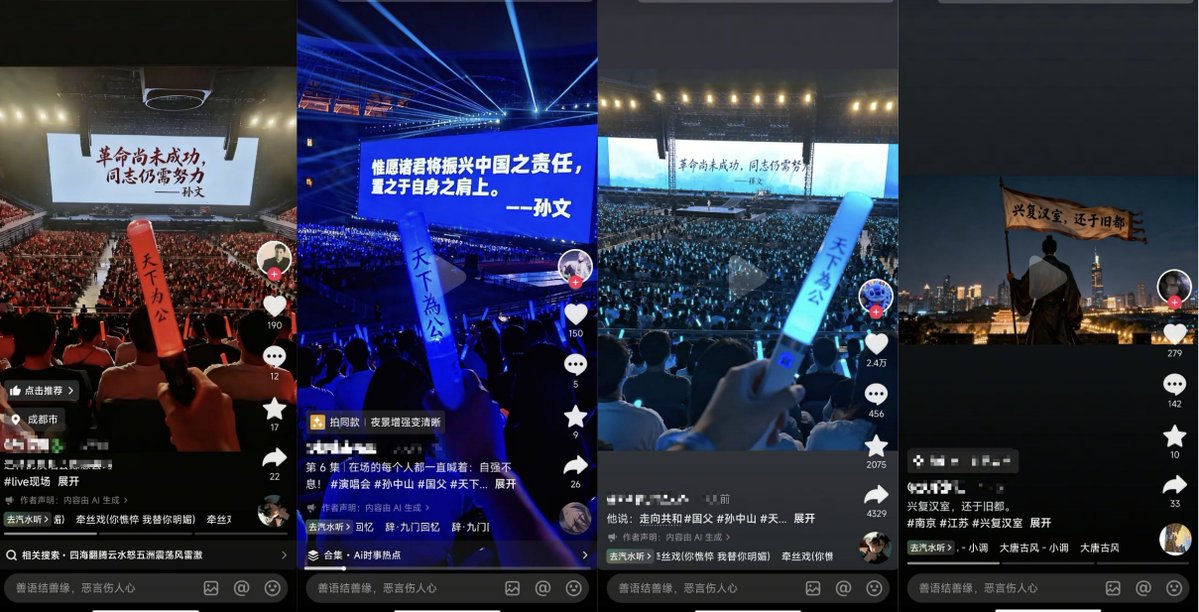 革命尚未成功,
同志仍需努力
——孙文
天下为公
190
12
点击推荐 >
成都市
17
#live现场 展开
22
作者声明:内容由 AI 生成 >
去汽水听 >
牵丝戏(你憔悴 我替你明媚)
相关搜索·四海翻腾云水怒五洲震荡风雷激
善语结善缘,恶言伤人心
惟愿诸君将振兴中国之责任,
置之于自身之肩上。
——孙文
天下為公
150
5
拍同款 | 夜景增强变清晰
9
第 6 集 | 在场的每个人都一直喊着:自强不
息! #演唱会 #孙中山 #国父 #天下... 展开
26
作者声明:内容由 AI 生成 >
去汽水听 > 回忆 辞·九门回忆 辞·九门
合集·AI时事热点
善语结善缘,恶言伤人心
革命尚未成功,同志仍需努力
——孙文
天下為公
2.4万
456
2075
前
4329
他说:走向共和#国父 #孙中山 #天... 展开
作者声明:内容由 AI 生成 >
去汽水听 > 牵丝戏(你憔悴 我替你明媚) 牵丝戏(你憔
善语结善缘,恶言伤人心
兴复汉室,还于旧都
279
142
10
33
兴复汉室,还于旧都。
#南京 #江苏 #兴复汉室 展开
去汽水听 > - 小调 大唐古风 - 小调 大唐古风
善语结善缘,恶言伤人心